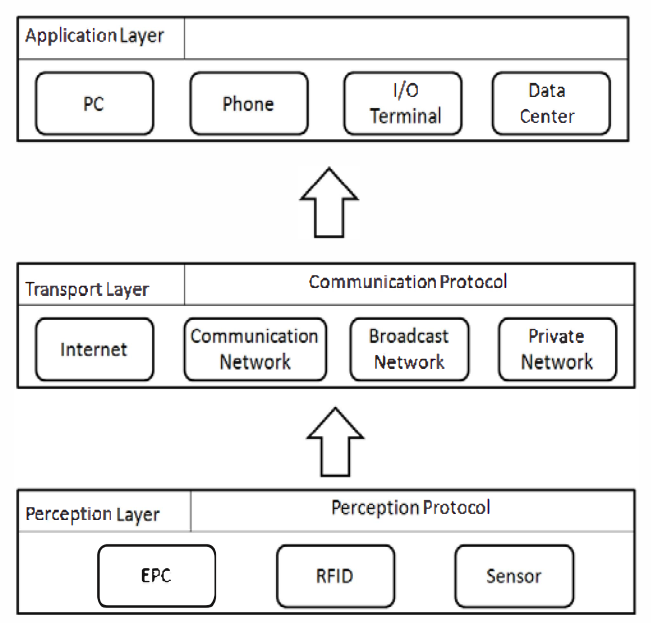 Application Layer
PC
Phone
I/O
Terminal
Data
Center
Transport Layer
Communication Protocol
Internet
Communication
Network
Broadcast
Network
Private
Network
Perception Layer
Perception Protocol
EPC
RFID
Sensor